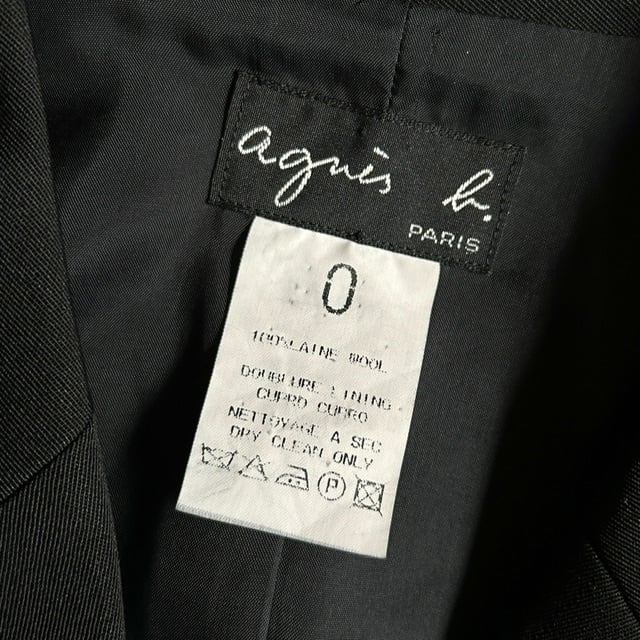 agnès b.
PARIS
0
100%LAINE WOOL
DOUBLURE LINING
CUPRO CUPRO
NETTOYAGE A SEC
DRY CLEAN ONLY
P